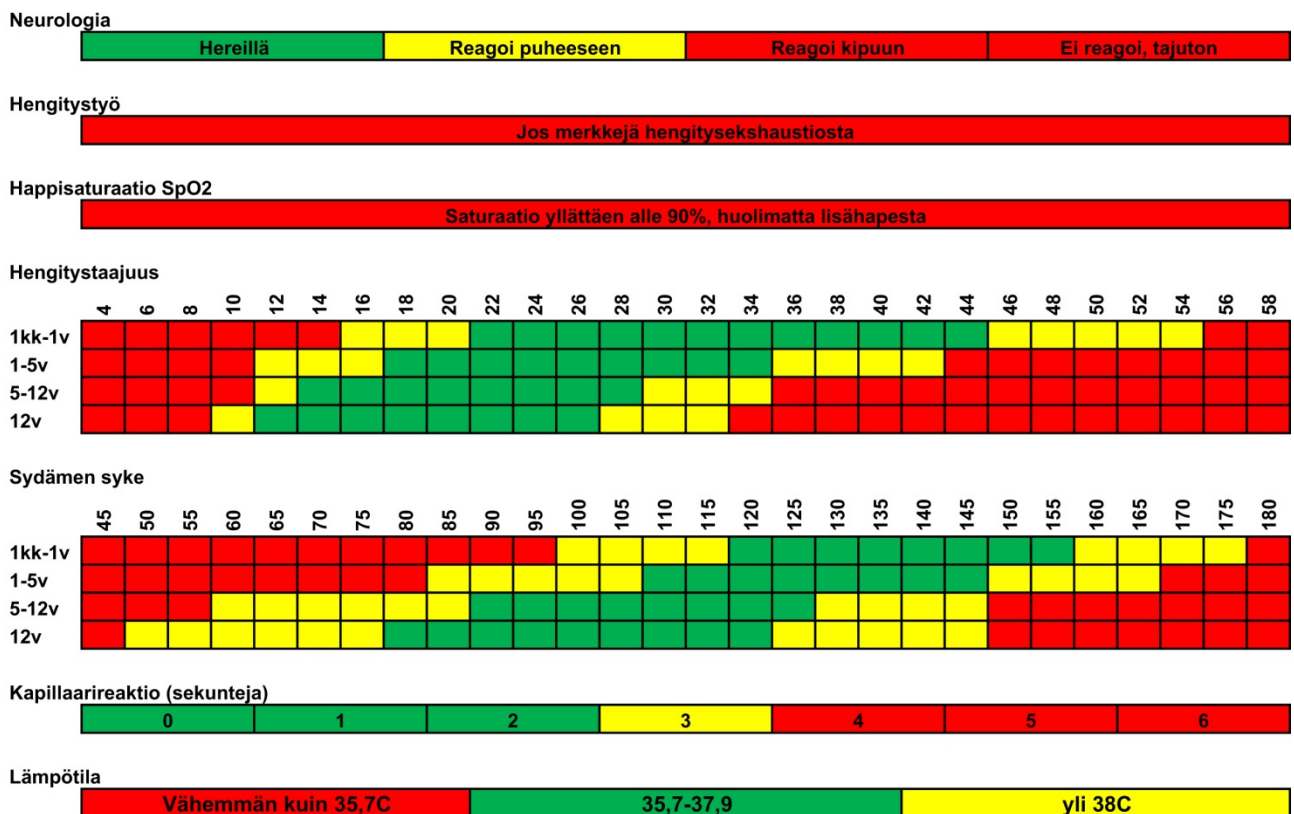 Neurologia
Hereillä Reagoi puheeseen Reagoi kipuun Ei reagoi, tajuton
Hengitystyö
Jos merkkejä hengitysekshaustiosta
Happisaturaatio SpO2
Saturaatio yllättäen alle 90%, huolimatta lisähapesta
Hengitystaajuus
4 6 8 10 12 14 16 18 20 22 24 26 28 30 32 34 36 38 40 42 44 46 48 50 52 54 56 58
1kk-1v
1-5v
5-12v
12v
Sydämen syke
45 50 55 60 65 70 75 80 85 90 95 100 105 110 115 120 125 130 135 140 145 150 155 160 165 170 175 180
1kk-1v
1-5v
5-12v
12v
Kapillaarireaktio (sekunteja)
0 1 2 3 4 5 6
Lämpötila
Vähemmän kuin 35,7C 35,7-37,9 yli 38C